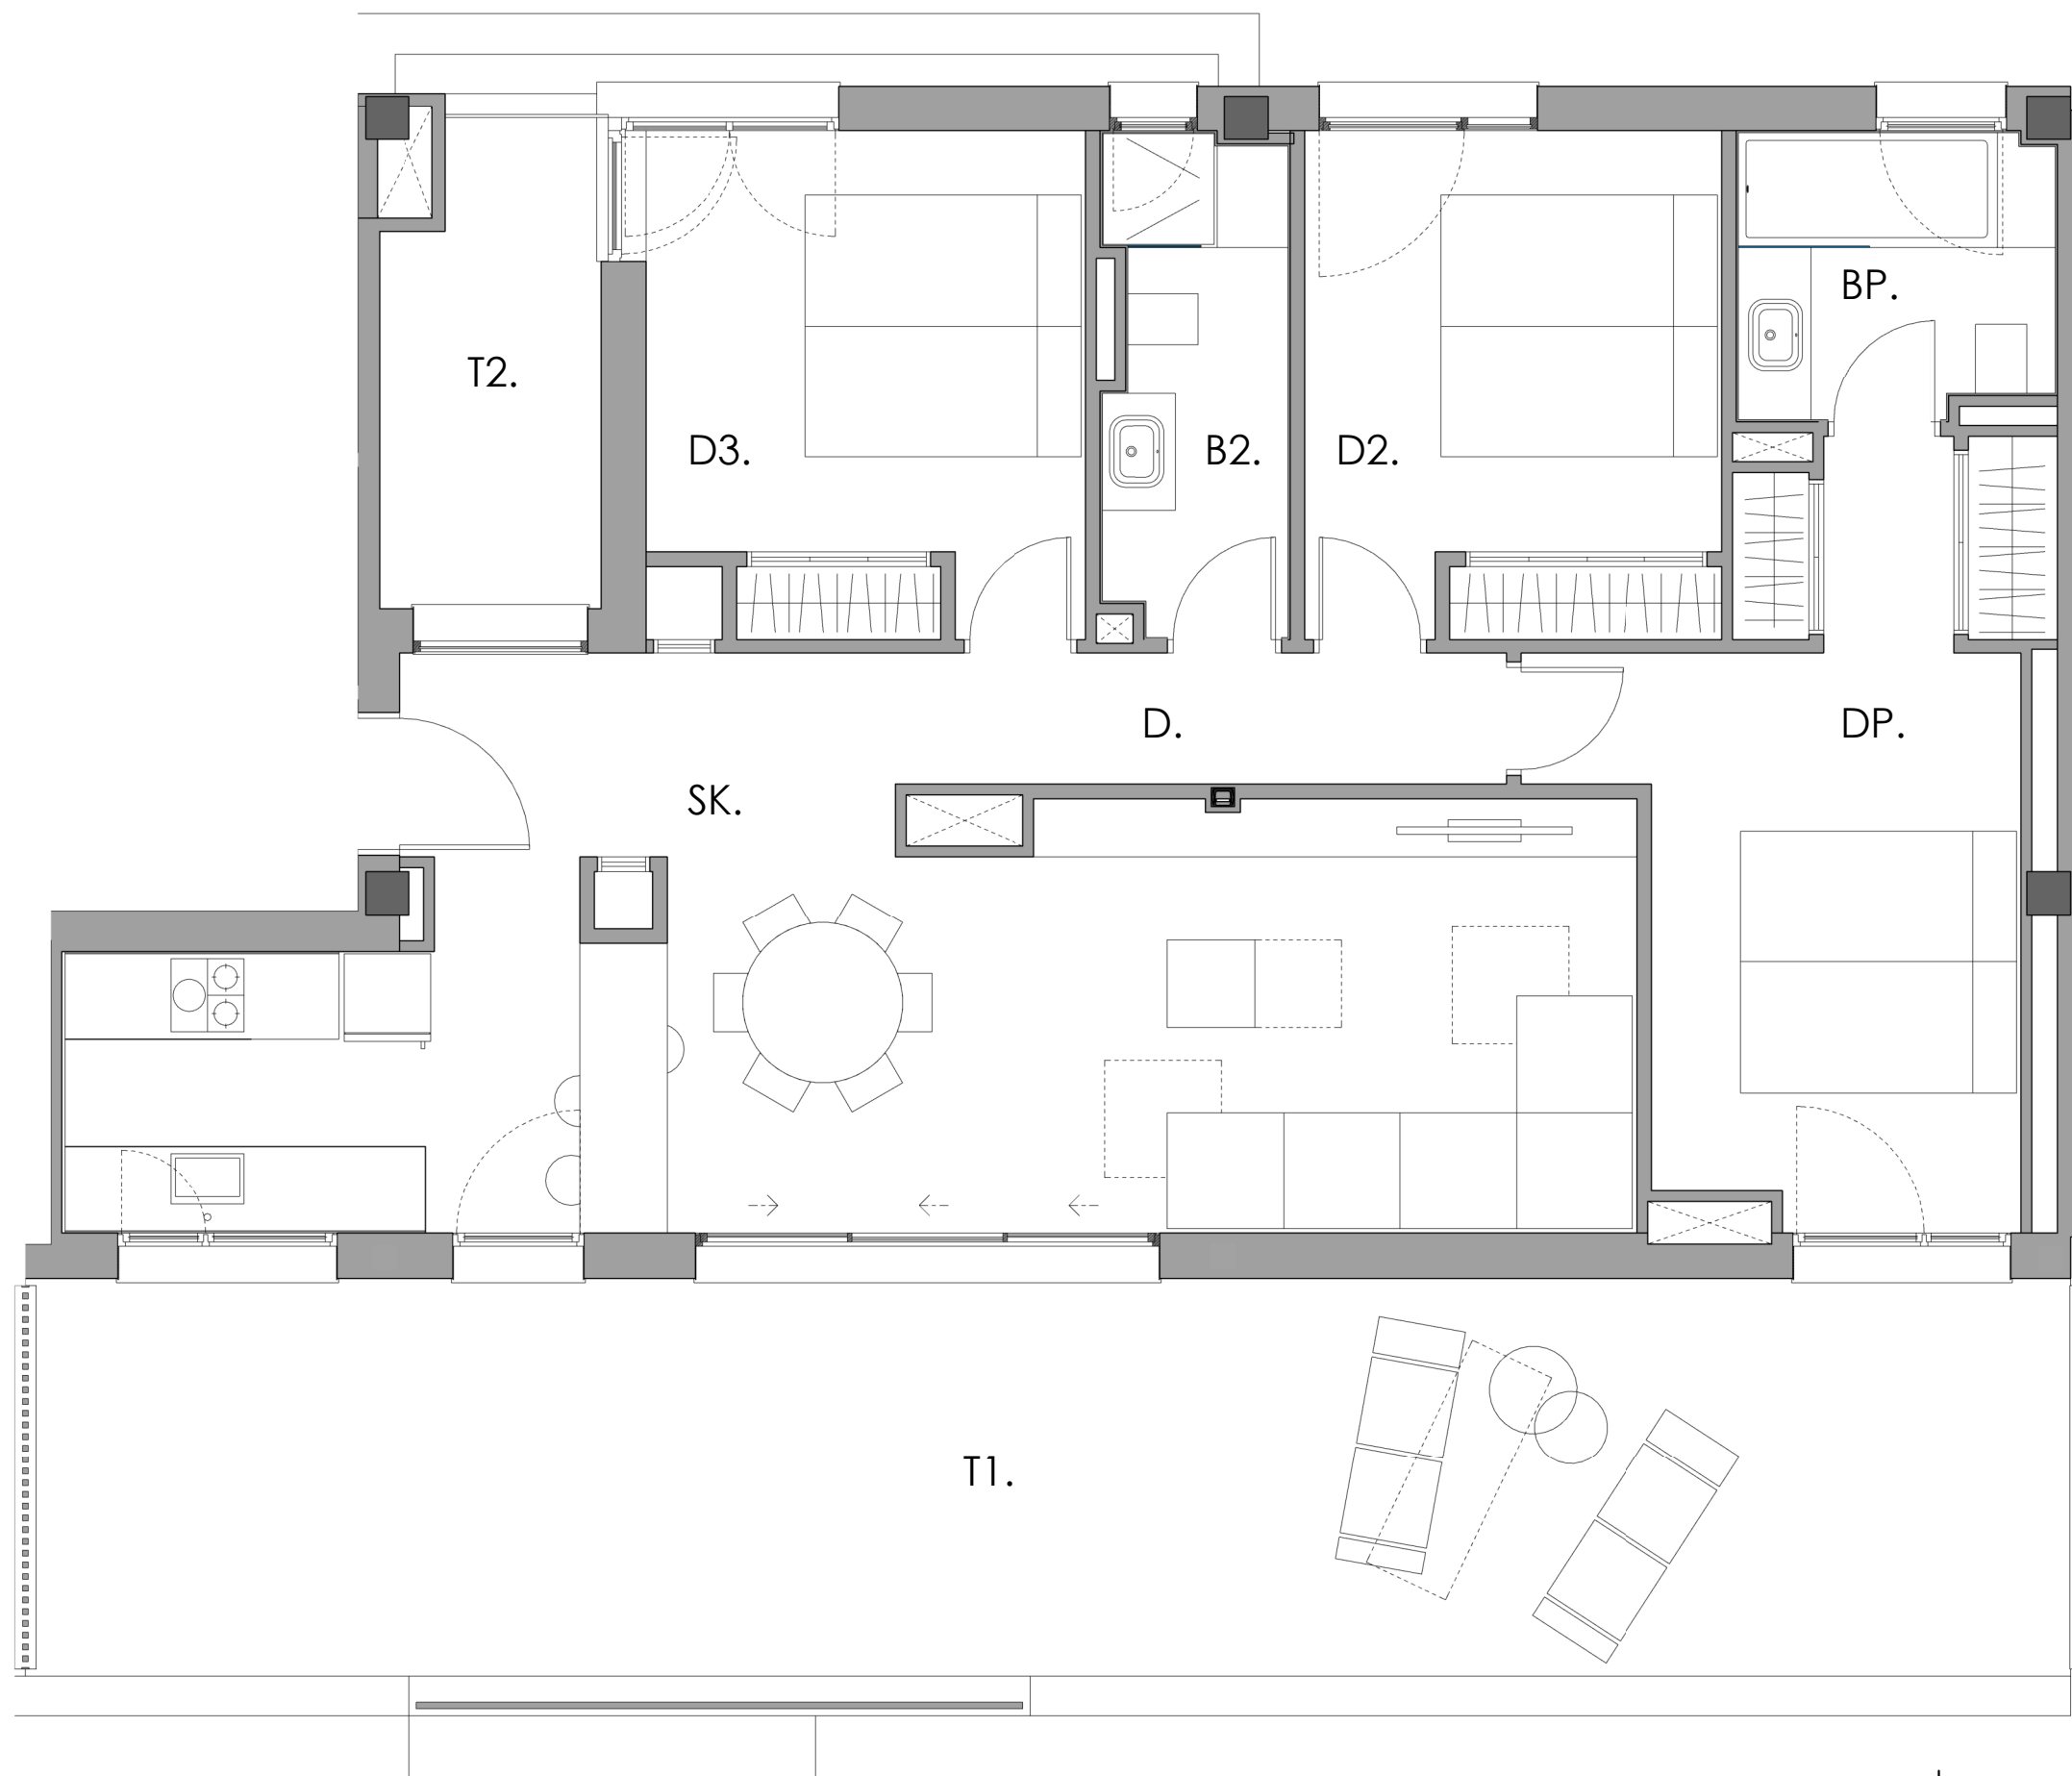 BP.
T2.
D3.
B2.
D2.
D.
DP.
SK.
T1.